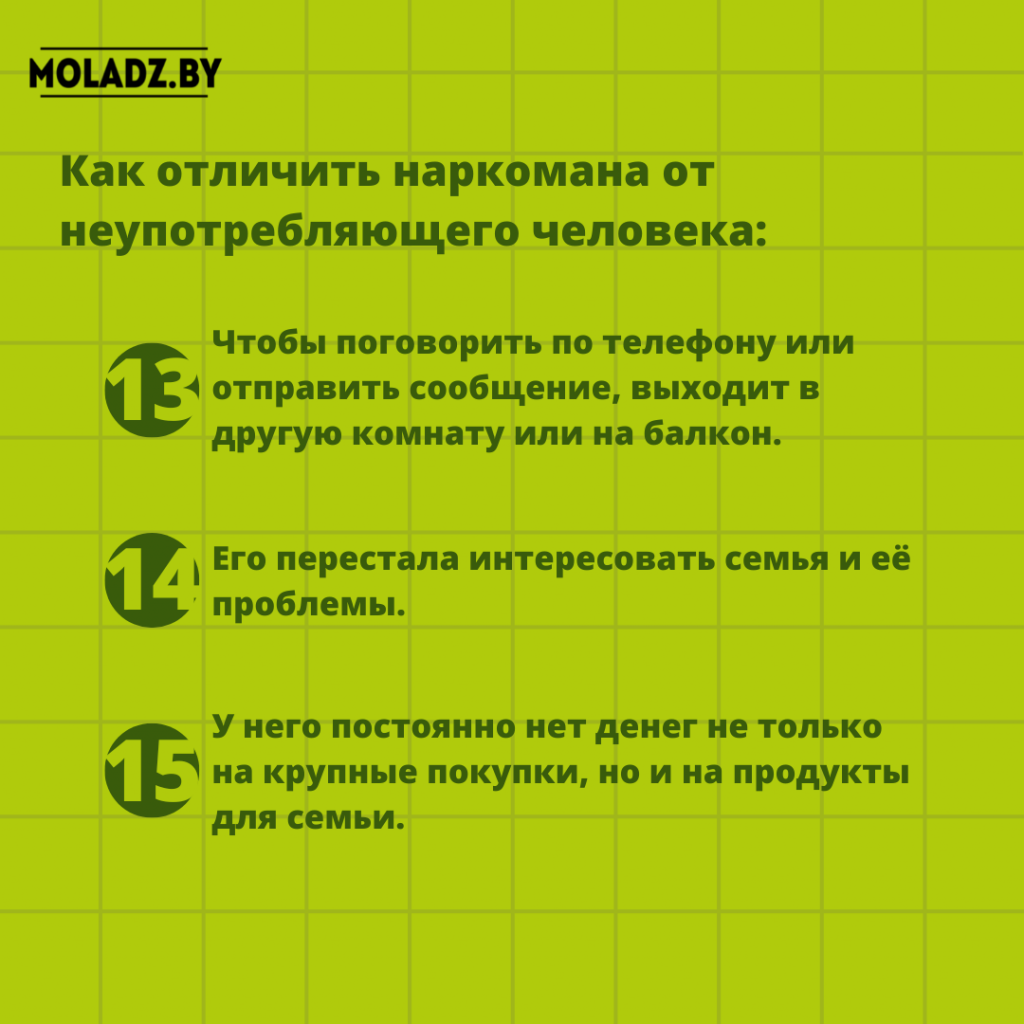 MOLADZ.BY
Как отличить наркомана от
неупотребляющего человека:
13
Чтобы поговорить по телефону или
отправить сообщение, выходит в
другую комнату или на балкон.
14
Его перестала интересовать семья и её
проблемы.
15
У него постоянно нет денег не только
на крупные покупки, но и на продукты
для семьи.